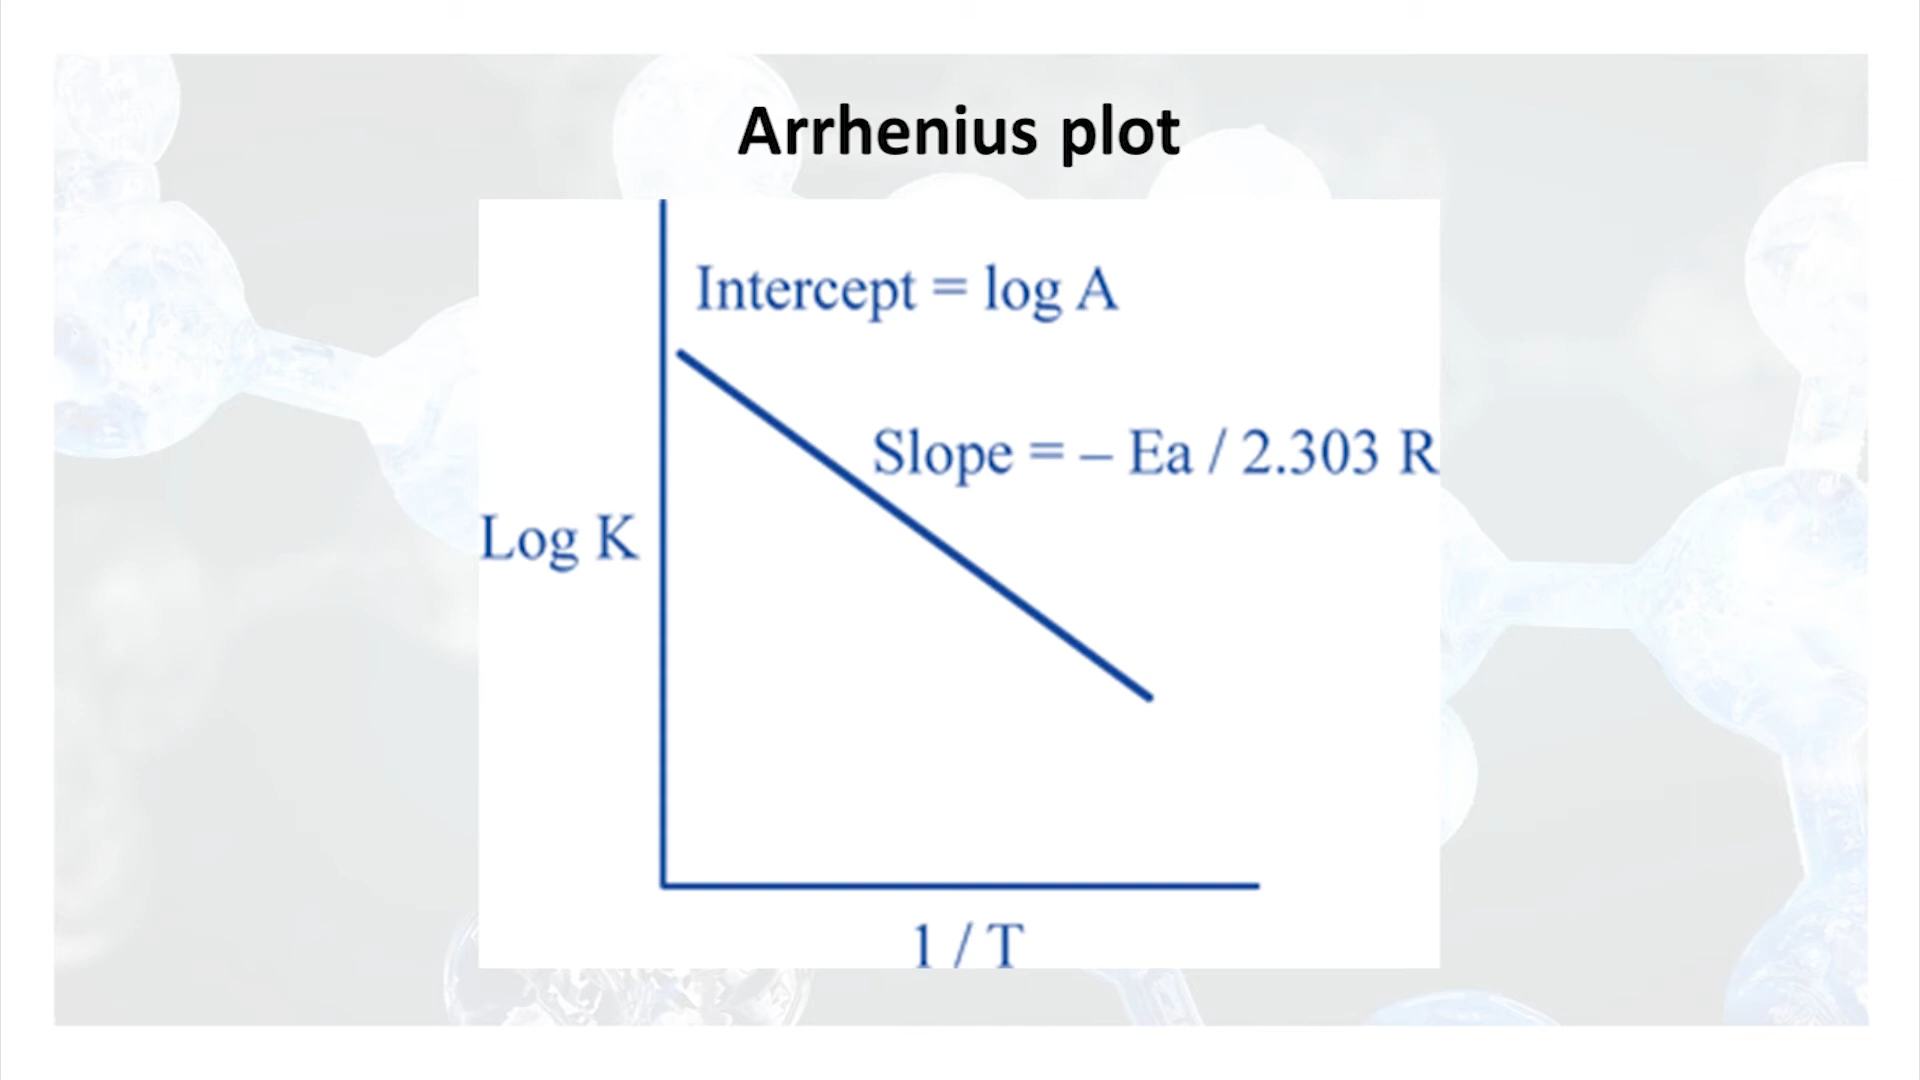 Arrhenius plot
Intercept = log A
Slope = – Ea / 2.303 R
Log K
1 / T